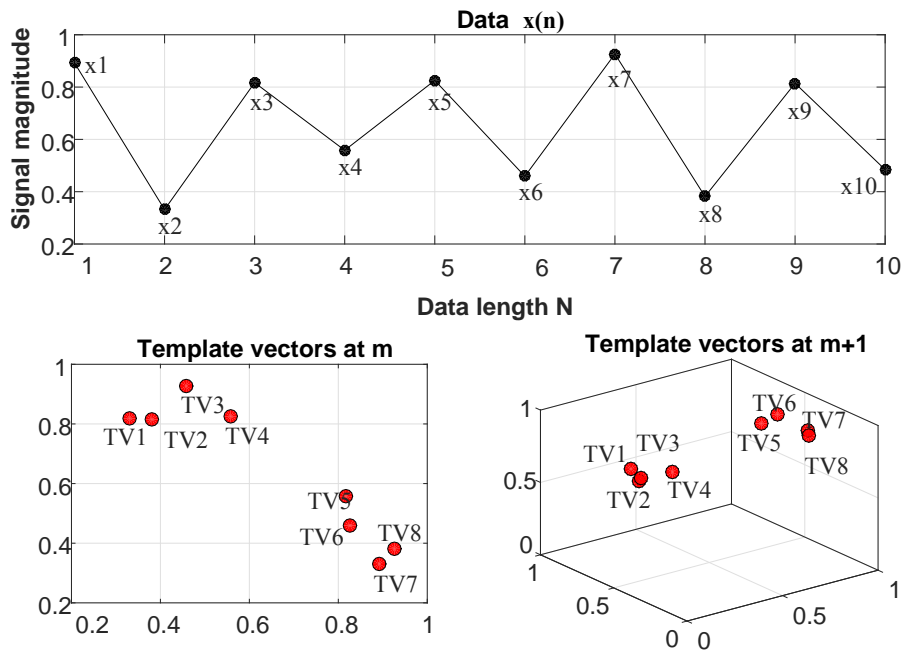 Data x(n)
Signal magnitude
1
0.8
0.6
0.4
0.2
x1
x2
x3
x4
x5
x6
x7
x8
x9
x10
1 2 3 4 5 6 7 8 9 10
Data length N
Template vectors at m
1
0.8
0.6
0.4
0.2
TV1
TV2
TV3
TV4
TV5
TV6
TV8
TV7
0.2 0.4 0.6 0.8 1
Template vectors at m+1
1
0.5
0
TV1
TV3
TV2
TV4
TV6
TV7
TV5
TV8
1
0.5
0
0
0.5
1